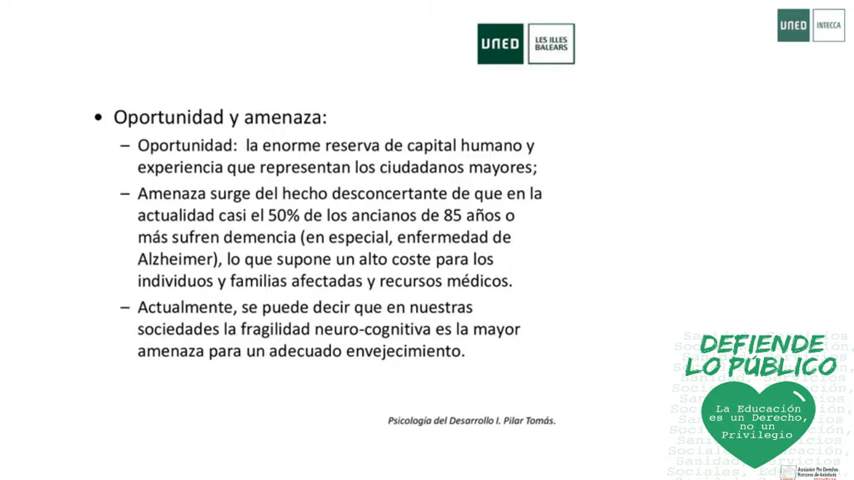 UNED
LES ILLES
BALEARS
UNED
INTECCA
• Oportunidad y amenaza:
– Oportunidad: la enorme reserva de capital humano y
experiencia que representan los ciudadanos mayores;
– Amenaza surge del hecho desconcertante de que en la
actualidad casi el 50% de los ancianos de 85 años o
más sufren demencia (en especial, enfermedad de
Alzheimer), lo que supone un alto coste para los
individuos y familias afectadas y recursos médicos.
– Actualmente, se puede decir que en nuestras
sociedades la fragilidad neuro-cognitiva es la mayor
amenaza para un adecuado envejecimiento.
Psicología del Desarrollo I. Pilar Tomás.
DEFIENDE
LO PÚBLICO
La Educación
es un Derecho,
no un
Privilegio